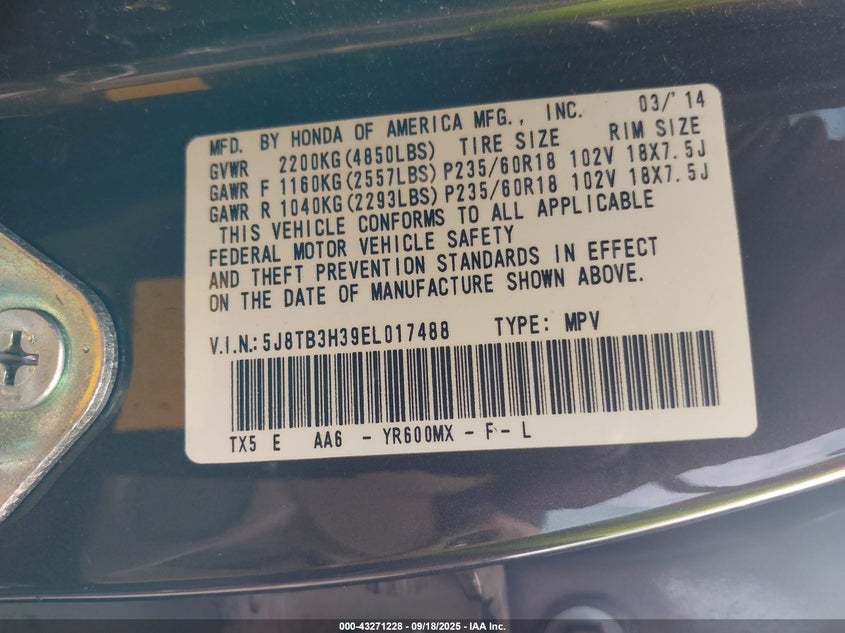 MFD. BY HONDA OF AMERICA MFG., INC. 03/'14
GVWR 2200KG(4850LBS) TIRE SIZE RIM SIZE
GAWR F 1160KG(2557LBS) P235/60R18 102V 18X7.5J
GAWR R 1040KG(2293LBS) P235/60R18 102V 18X7.5J
THIS VEHICLE CONFORMS TO ALL APPLICABLE
FEDERAL MOTOR VEHICLE SAFETY
AND THEFT PREVENTION STANDARDS IN EFFECT
ON THE DATE OF MANUFACTURE SHOWN ABOVE.
V.I.N.: 5J8TB3H39EL017488 TYPE: MPV
TX5 E AA6 - YR600MX - F - L
000-43271228 - 09/18/2025 - IAA Inc.